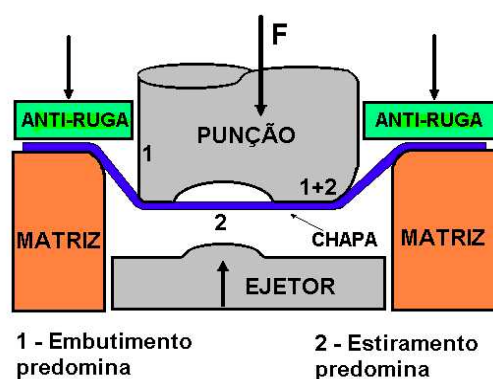 F
ANTI-RUGA
ANTI-RUGA
PUNÇÃO
1
1+2
2
CHAPA
MATRIZ
MATRIZ
EJETOR
1 - Embutimento
predomina
2 - Estiramento
predomina